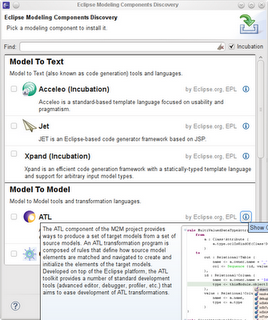 Eclipse Modeling Components Discovery
Pick a modeling component to install it.
Find:
Incubation
Model To Text
Model to Text (also known as code generation) tools and languages.
Acceleo (Incubation)
by Eclipse.org, EPL
Acceleo is a standard-based template language focused on usability and
pragmatism.
Jet
by Eclipse.org, EPL
JET is an Eclipse-based code generator framework based on JSP.
Xpand (Incubation)
by Eclipse.org, EPL
Xpand is an efficient code generation framework with a statically-typed template language
and support for arbitrary input model types.
Model To Model
Model to Model tools and transformation languages.
ATL
by Eclipse.org, EPL
The ATL component of the M2M project provides
ways to produce a set of target models from a set of
source models. An ATL transformation program is
composed of rules that define how source model
elements are matched and navigated to create and
initialize the elements of the target models.
Developed on top of the Eclipse platform, the ATL
toolkit provides a number of standard development
tools (advanced editor, debugger, profiler, etc.) that
aims to ease development of ATL transformations.
Show